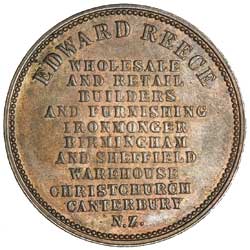 EDWARD REECE
WHOLESALE
AND RETAIL
BUILDERS
AND FURNISHING
IRONMONGER
BIRMINGHAM
AND SHEFFIELD
WAREHOUSE
CHRISTCHURCH
CANTERBURY
N.Z.